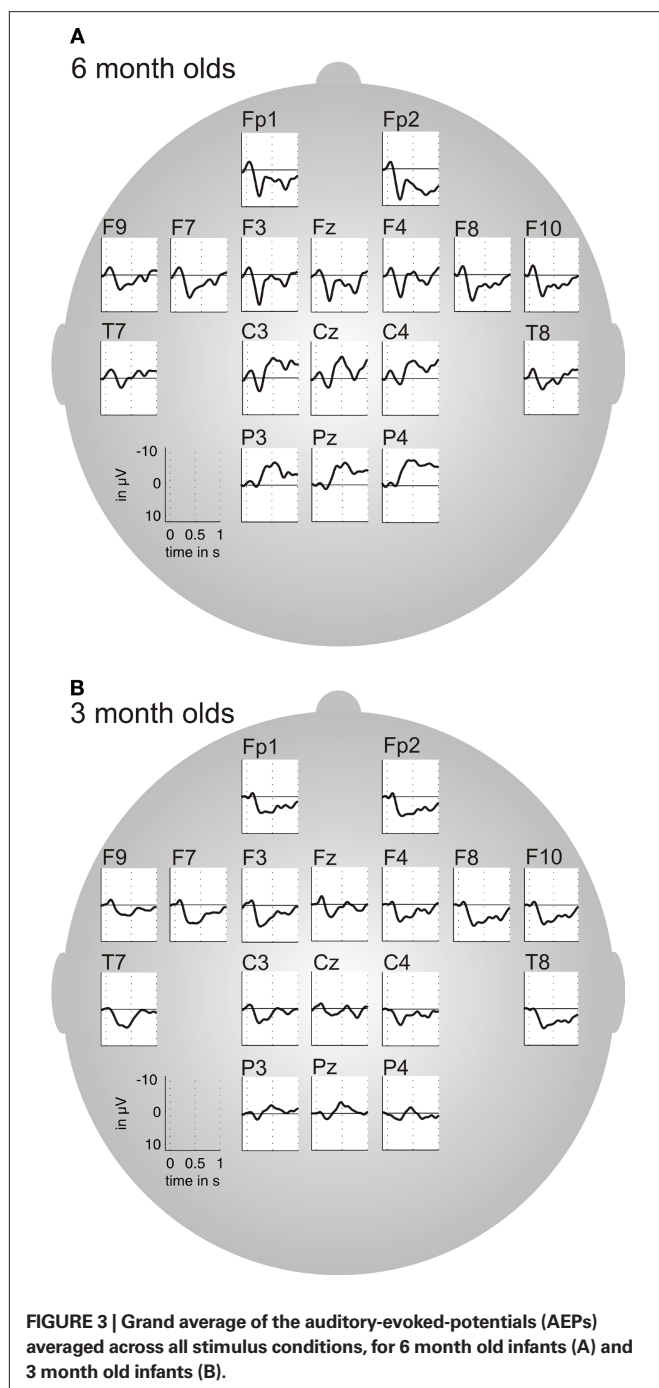 A
6 month olds
Fp1 Fp2
F9 F7 F3 Fz F4 F8 F10
T7 C3 Cz C4 T8
P3 Pz P4
-10
in µV
0
10
0 0.5 1
time in s
B
3 month olds
Fp1 Fp2
F9 F7 F3 Fz F4 F8 F10
T7 C3 Cz C4 T8
P3 Pz P4
-10
in µV
0
10
0 0.5 1
time in s
FIGURE 3 | Grand average of the auditory-evoked-potentials (AEPs)
averaged across all stimulus conditions, for 6 month old infants (A) and
3 month old infants (B).